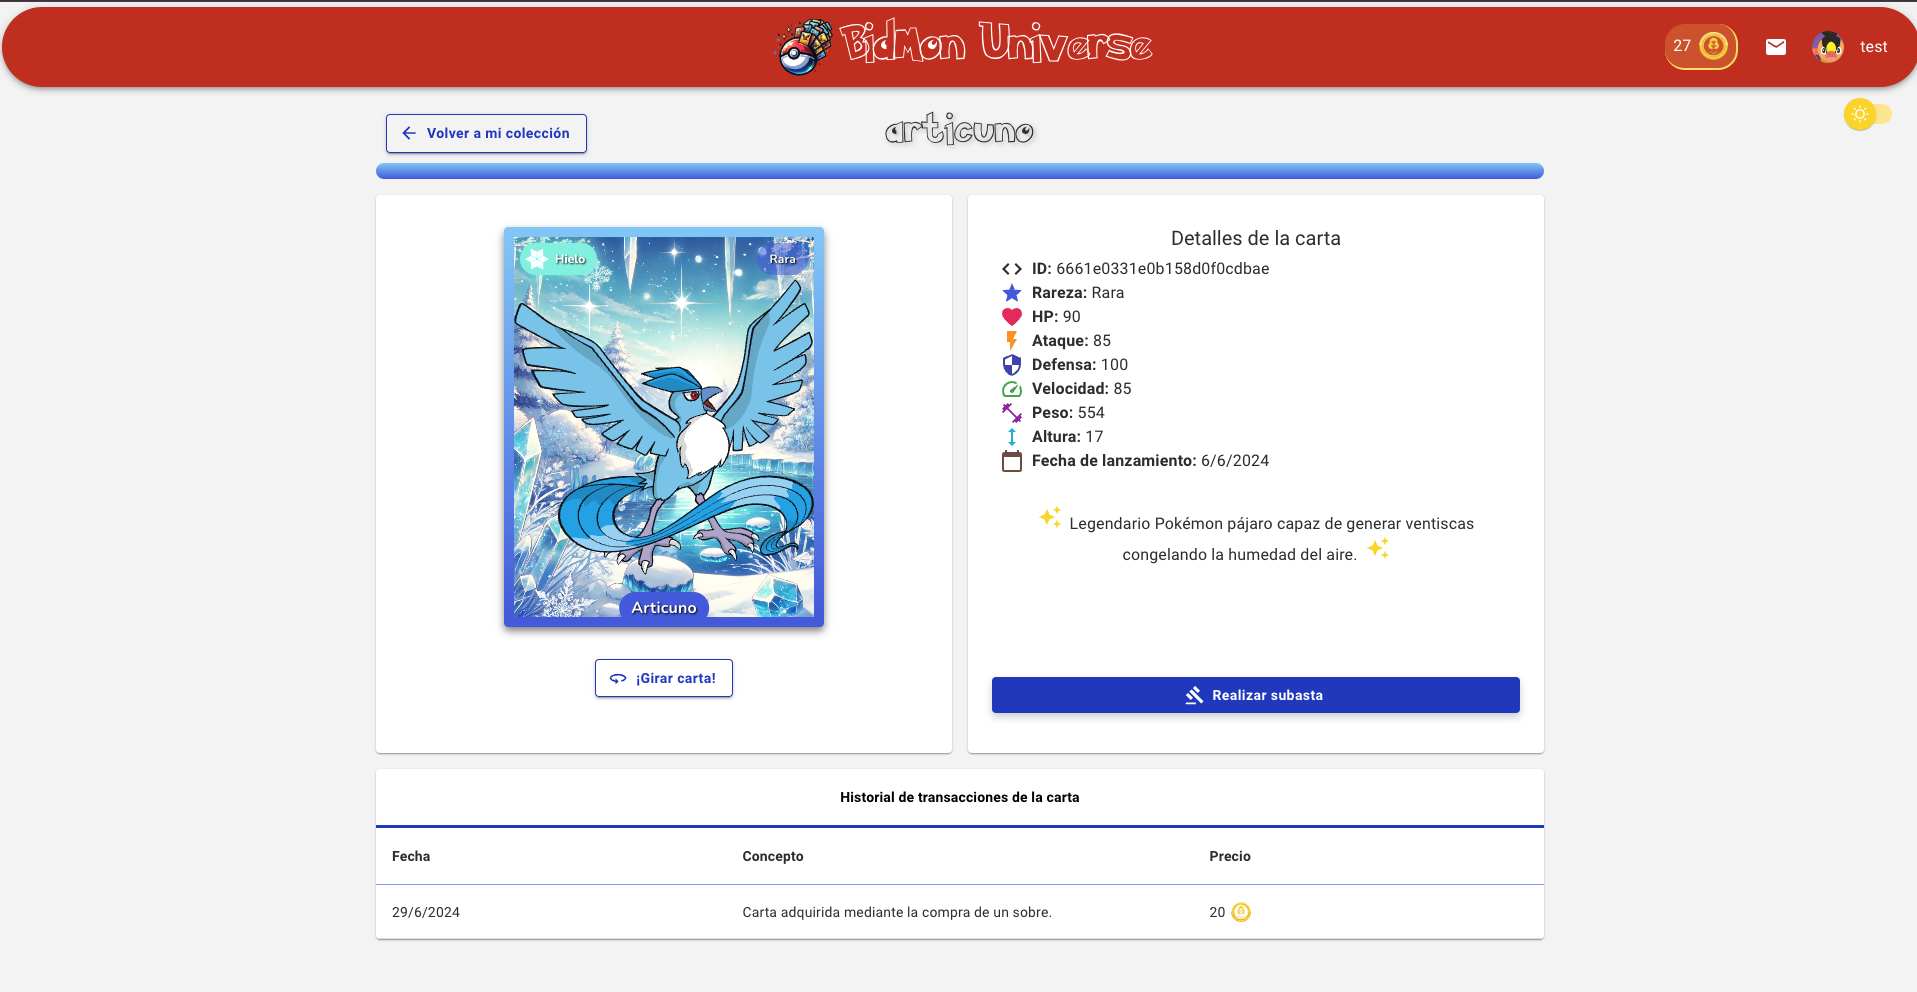 BidMon Universe
27
test
Volver a mi colección
articuno
Hielo
Rara
Articuno
¡Girar carta!
Detalles de la carta
ID: 6661e0331e0b158d0f0cdbae
Rareza: Rara
HP: 90
Ataque: 85
Defensa: 100
Velocidad: 85
Peso: 554
Altura: 17
Fecha de lanzamiento: 6/6/2024
Legendario Pokémon pájaro capaz de generar ventiscas
congelando la humedad del aire.
Realizar subasta
Historial de transacciones de la carta
Fecha Concepto Precio
29/6/2024 Carta adquirida mediante la compra de un sobre. 20